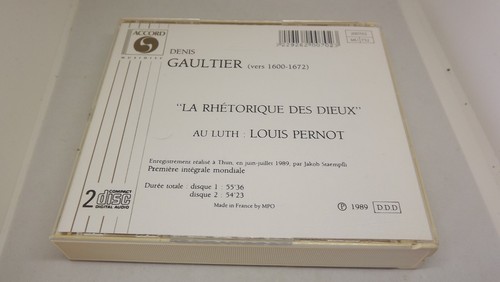 ACCORD
DENIS
GAULTIER (vers 1600-1672)
"LA RHÉTORIQUE DES DIEUX"
AU LUTH : LOUIS PERNOT
Enregistrement réalisé à Thun, en juin-juillet 1989, par Jakob Staempfli
Première intégrale mondiale
Durée totale : disque 1 : 55'36
disque 2 : 54'23
Made in France by MPO
2 COMPACT
DISC
DIGITAL AUDIO
Ⓟ 1989 D.D.D